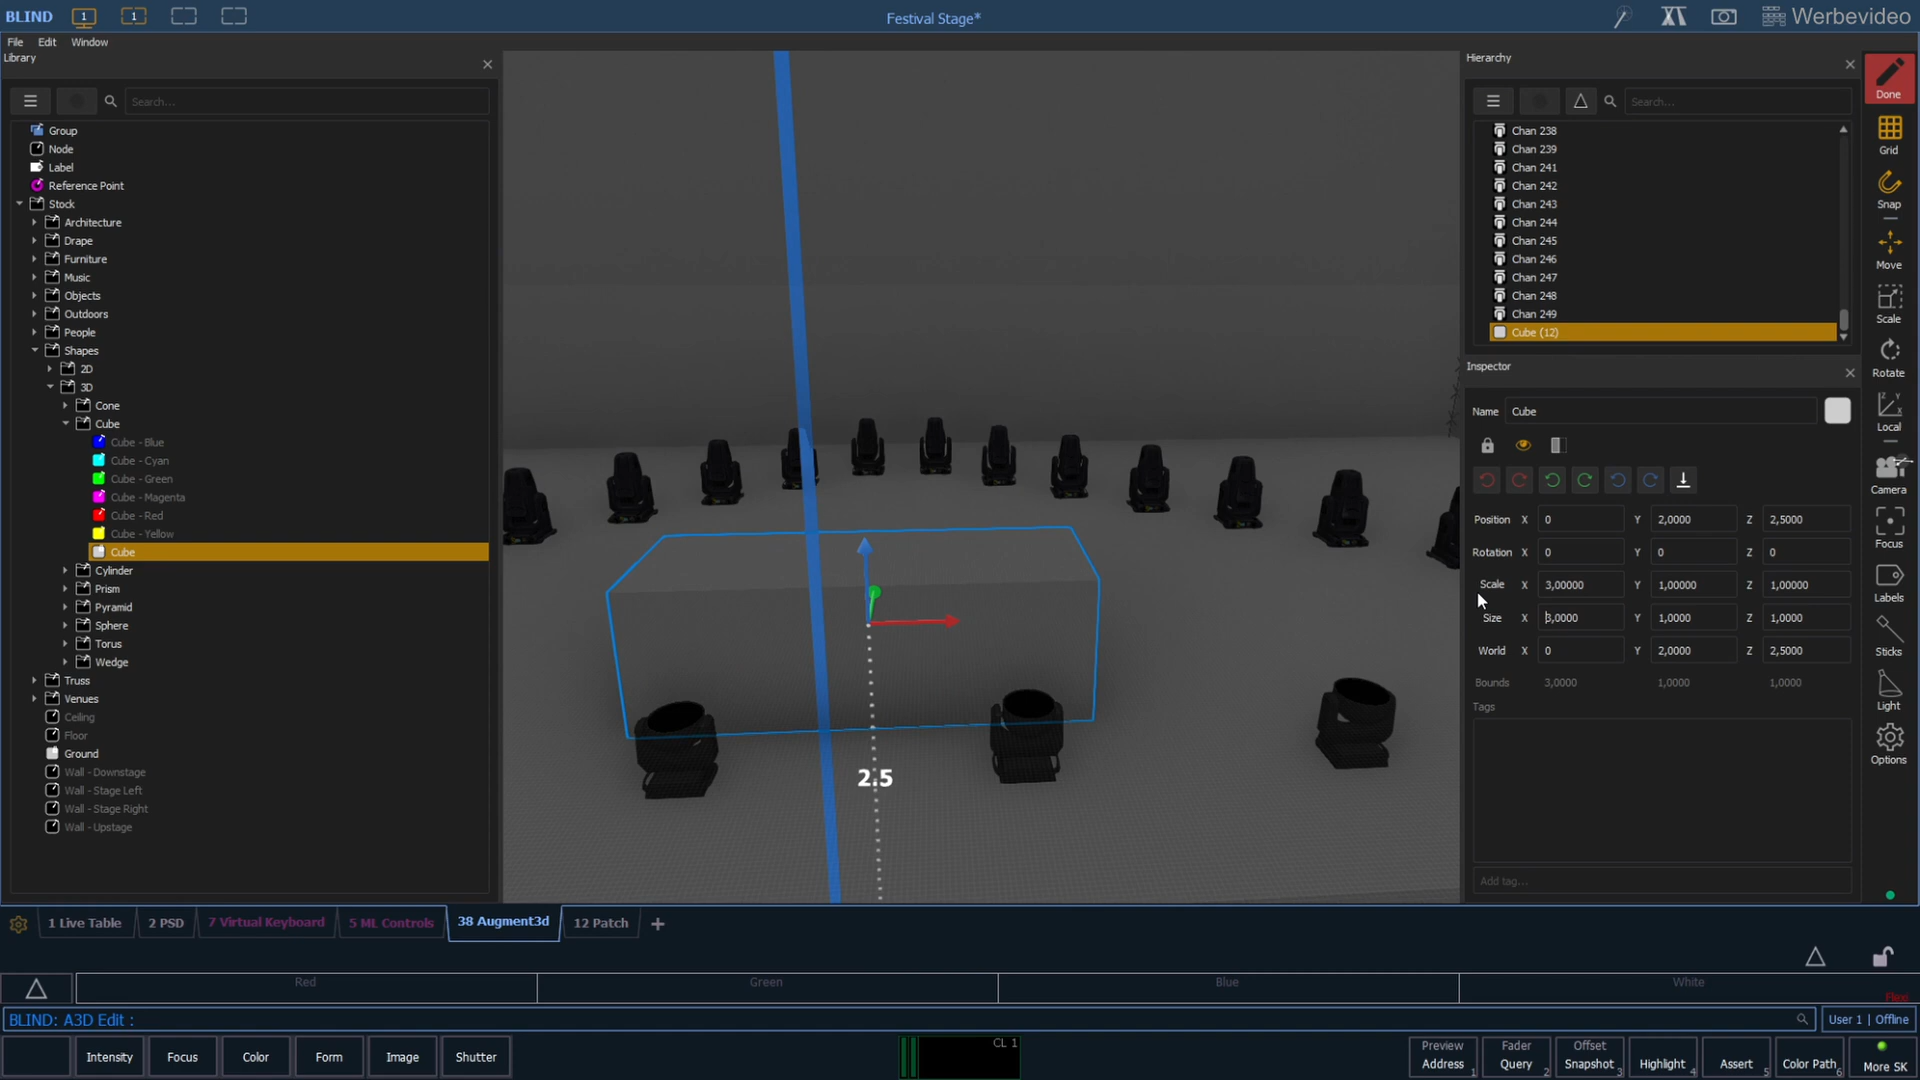 BLIND
1
1
Festival Stage*
Werbevideo
File Edit Window
Library
Search...
Group
Node
Label
Reference Point
Stock
Architecture
Drape
Furniture
Music
Objects
Outdoors
People
Shapes
2D
3D
Cone
Cube
Cube - Blue
Cube - Cyan
Cube - Green
Cube - Magenta
Cube - Red
Cube - Yellow
Cube
Cylinder
Prism
Pyramid
Sphere
Torus
Wedge
Truss
Venues
Ceiling
Floor
Ground
Wall - Downstage
Wall - Stage Left
Wall - Stage Right
Wall - Upstage
2.5
Hierarchy
Search...
Chan 238
Chan 239
Chan 241
Chan 242
Chan 243
Chan 244
Chan 245
Chan 246
Chan 247
Chan 248
Chan 249
Cube (12)
Inspector
Name Cube
Position X 0 Y 2,0000 Z 2,5000
Rotation X 0 Y 0 Z 0
Scale X 3,00000 Y 1,00000 Z 1,00000
Size X 3,0000 Y 1,0000 Z 1,0000
World X 0 Y 2,0000 Z 2,5000
Bounds 3,0000 1,0000 1,0000
Tags
Add tag...
Done
Grid
Snap
Move
Scale
Rotate
Local
Camera
Focus
Labels
Sticks
Light
Options
1 Live Table 2 PSD 7 Virtual Keyboard 5 ML Controls 38 Augment3d 12 Patch +
Red Green Blue White
Flexi
BLIND: A3D Edit :
User 1 | Offline
Intensity Focus Color Form Image Shutter
CL 1
Preview
Address 1
Fader
Query 2
Offset
Snapshot 3
Highlight 4
Assert 5
Color Path 6
More SK